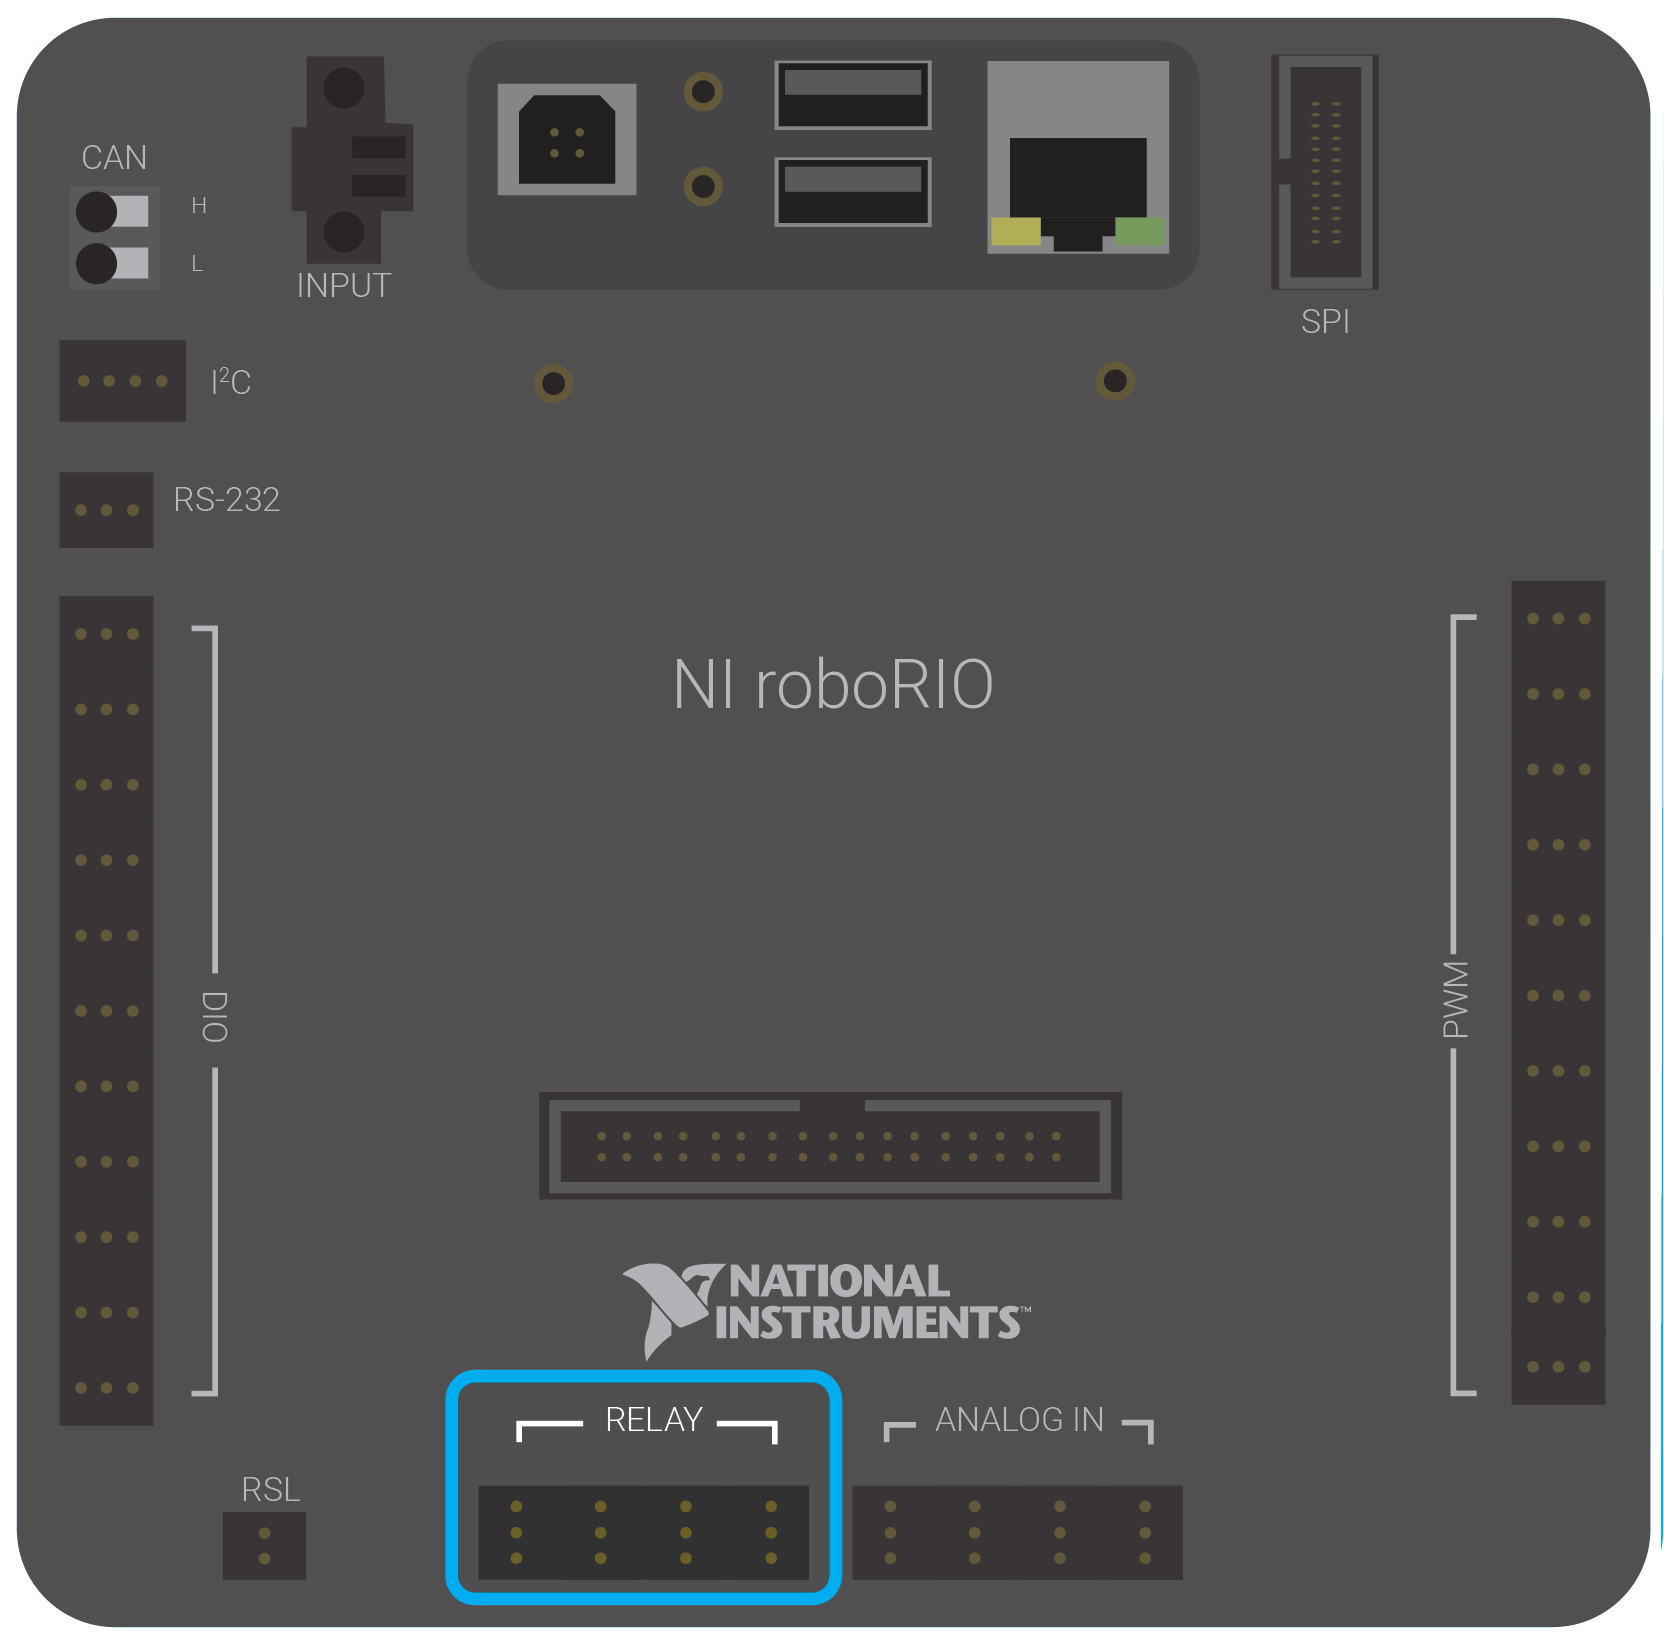 CAN
H
L
INPUT
SPI
I²C
RS-232
NI roboRIO
DIO
PWM
NATIONAL
INSTRUMENTS™
RELAY
ANALOG IN
RSL